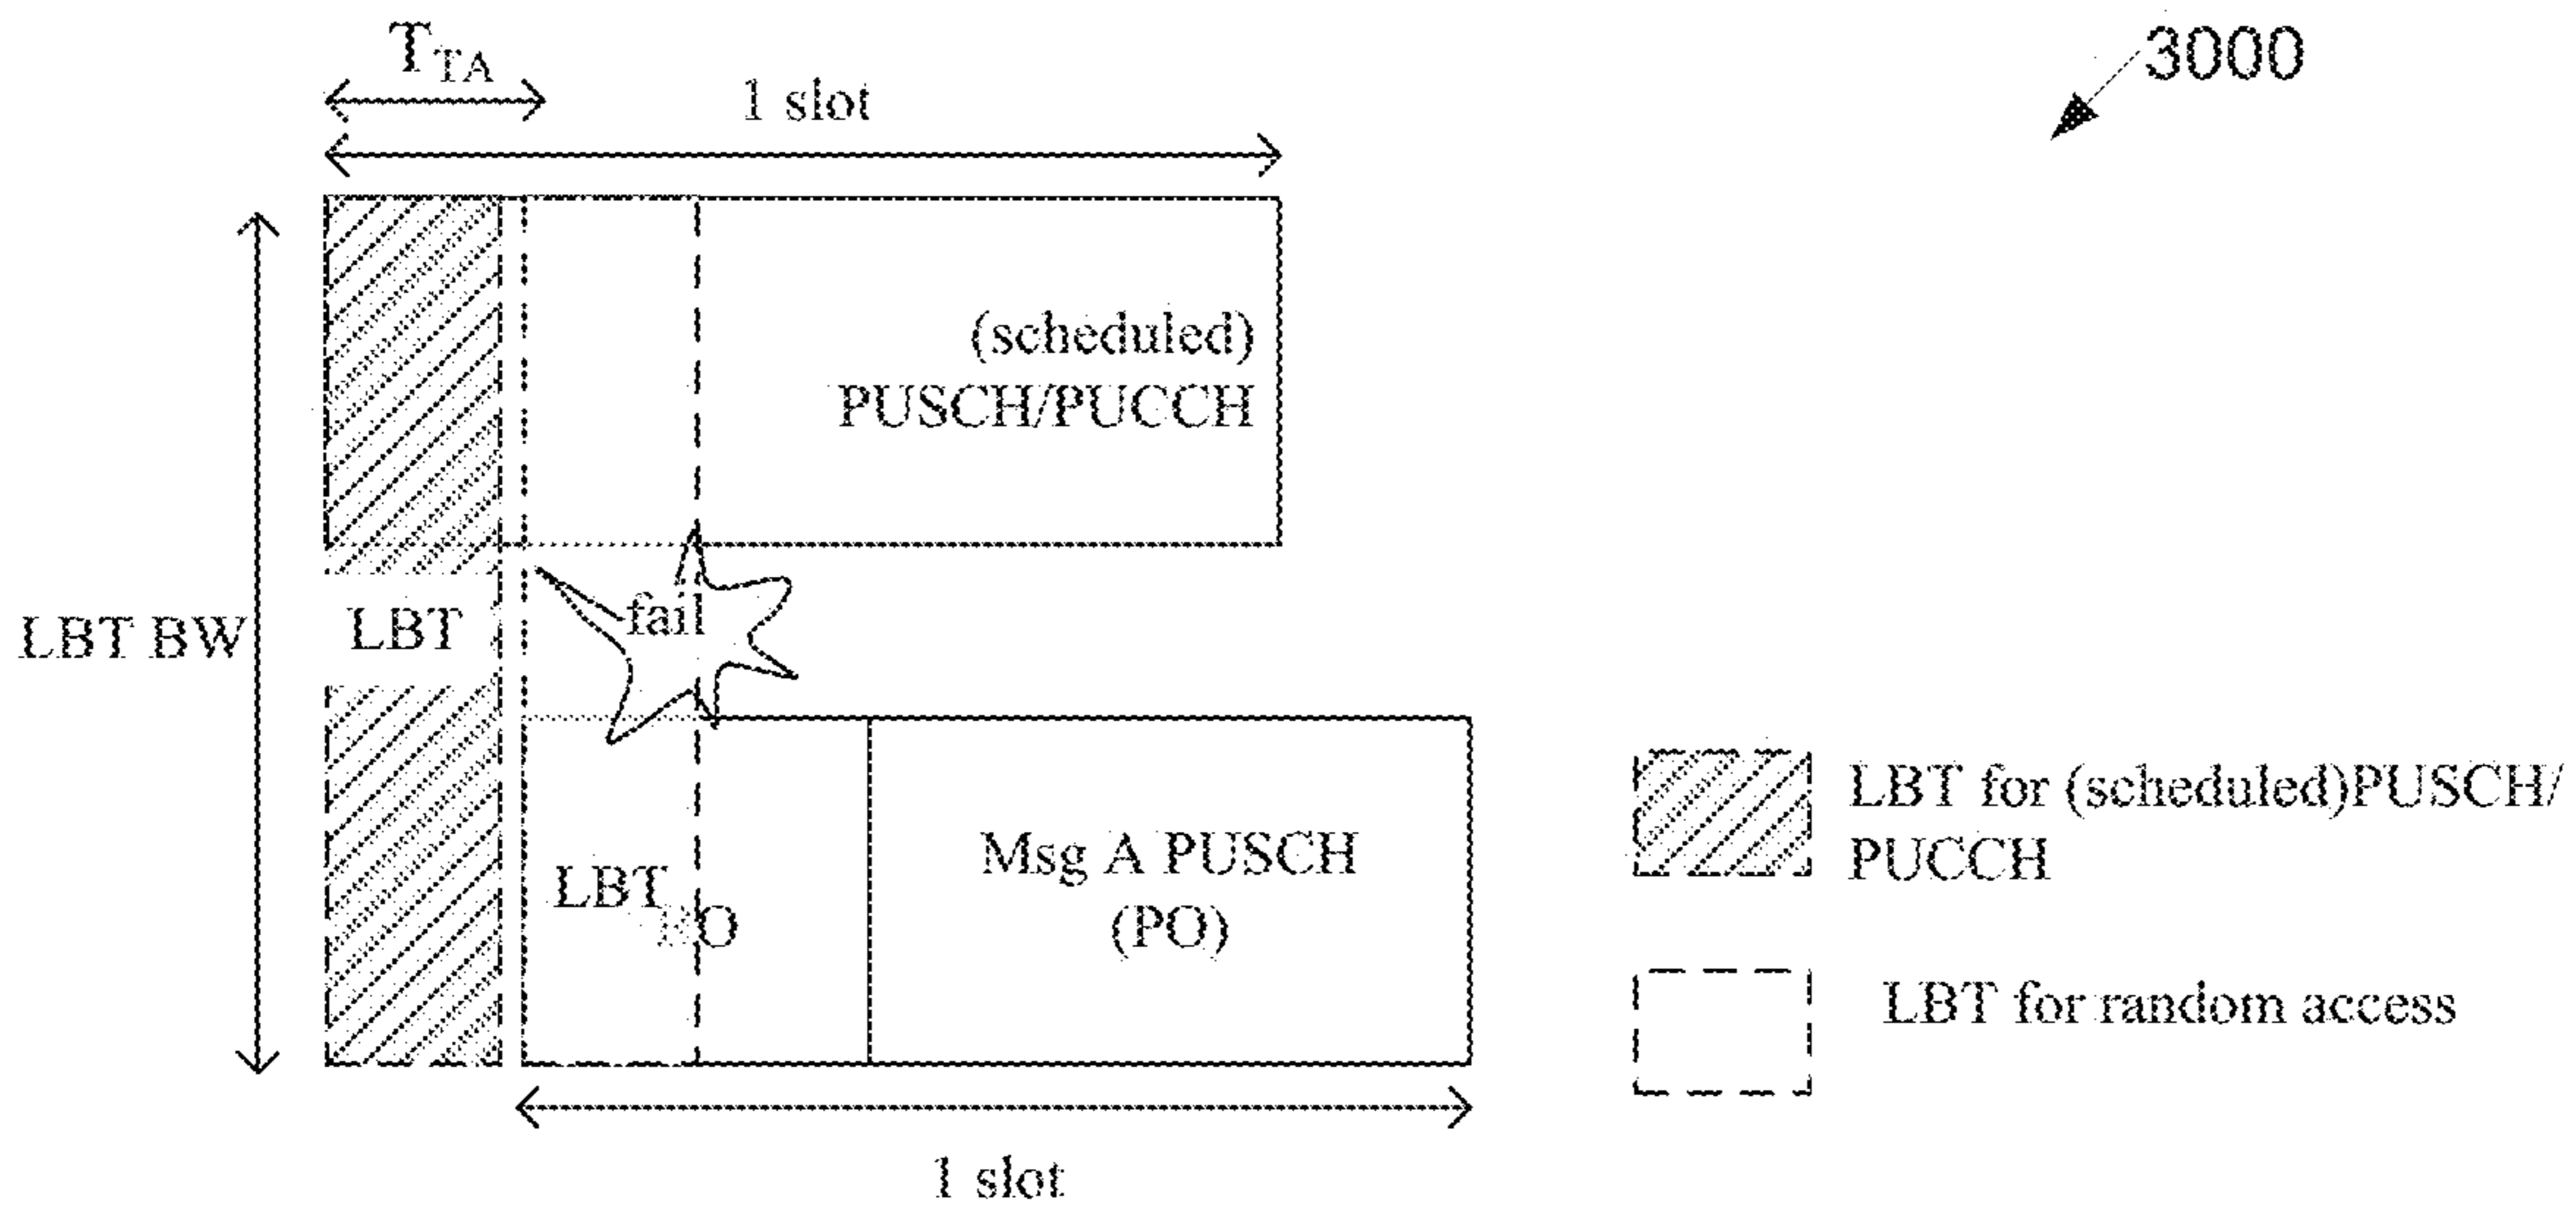 T_TA
3000
1 slot
(scheduled)
PUSCH/PUCCH
fail
LBT BW
LBT
LBT for (scheduled)PUSCH/
PUCCH
Msg A PUSCH
(PO)
LBT
RO
LBT for random access
1 slot